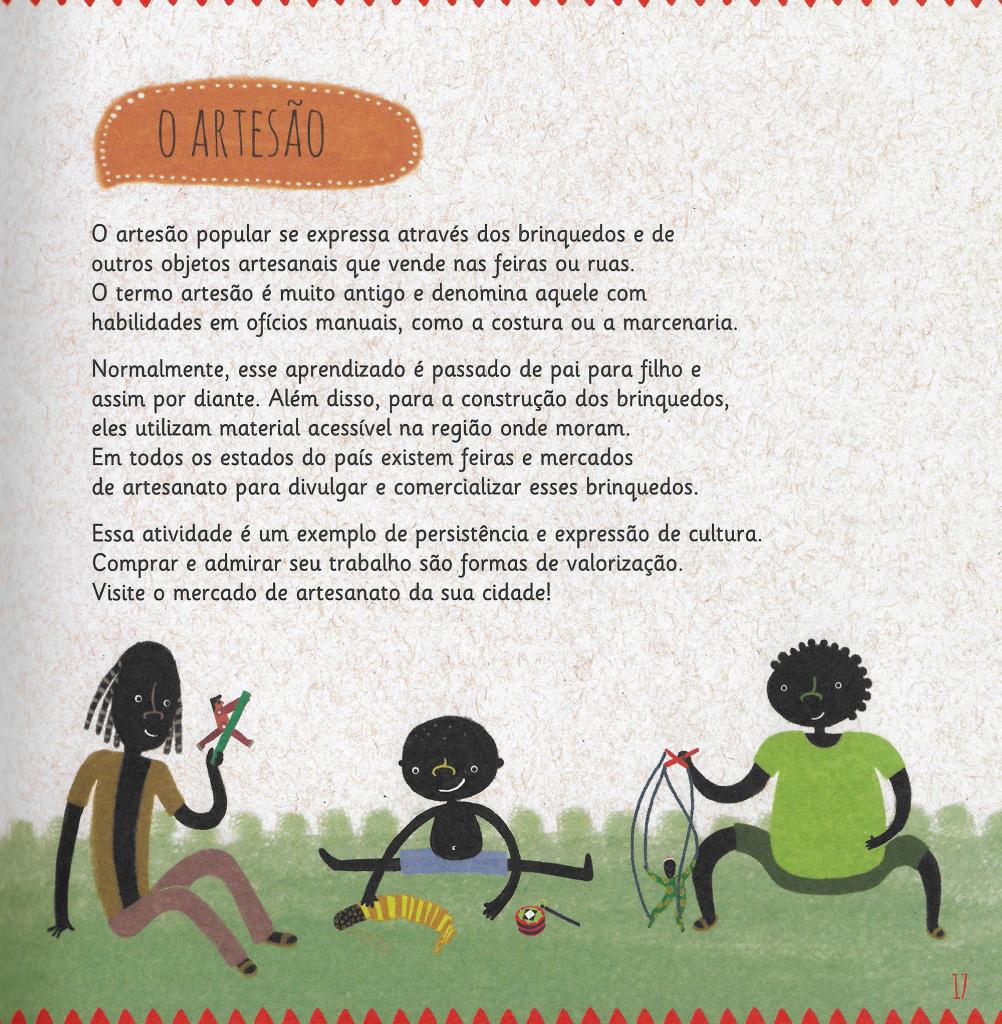 O ARTESÃO
O artesão popular se expressa através dos brinquedos e de
outros objetos artesanais que vende nas feiras ou ruas.
O termo artesão é muito antigo e denomina aquele com
habilidades em ofícios manuais, como a costura ou a marcenaria.
Normalmente, esse aprendizado é passado de pai para filho e
assim por diante. Além disso, para a construção dos brinquedos,
eles utilizam material acessível na região onde moram.
Em todos os estados do país existem feiras e mercados
de artesanato para divulgar e comercializar esses brinquedos.
Essa atividade é um exemplo de persistência e expressão de cultura.
Comprar e admirar seu trabalho são formas de valorização.
Visite o mercado de artesanato da sua cidade!
17